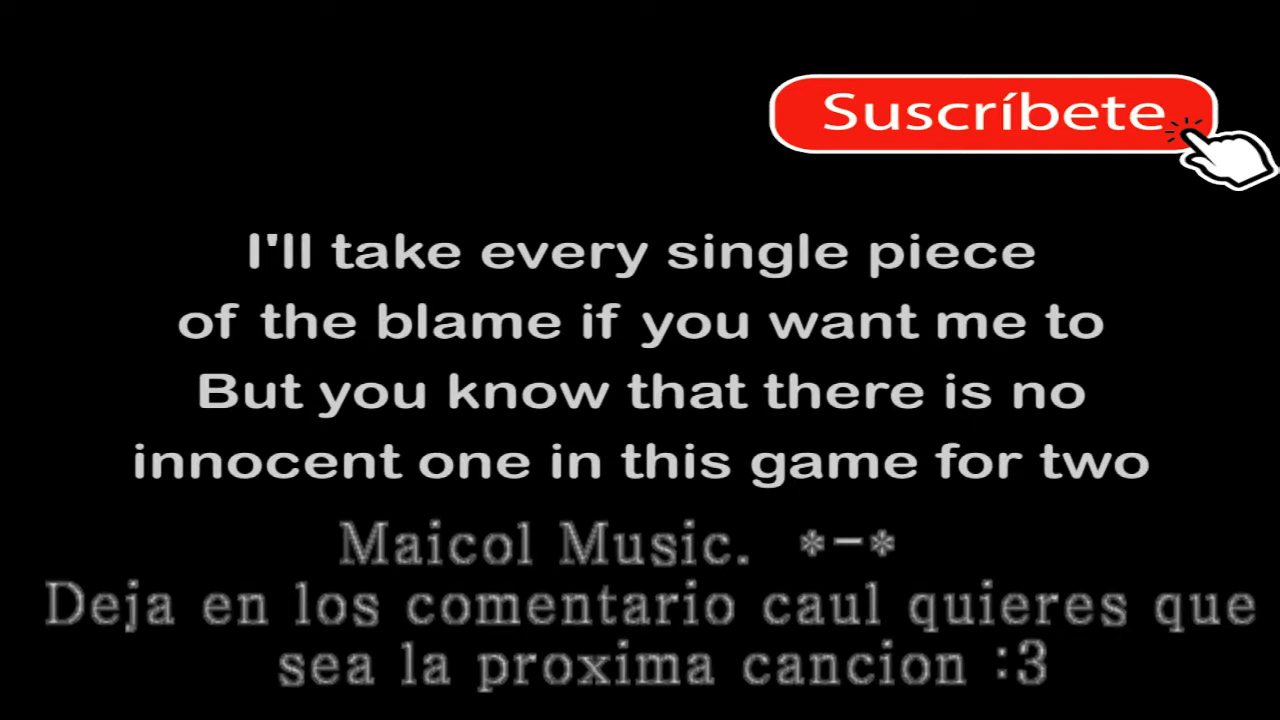 Suscríbete
I'll take every single piece
of the blame if you want me to
But you know that there is no
innocent one in this game for two
Maicol Music. *-*
Deja en los comentario caul quieres que
sea la proxima cancion :3